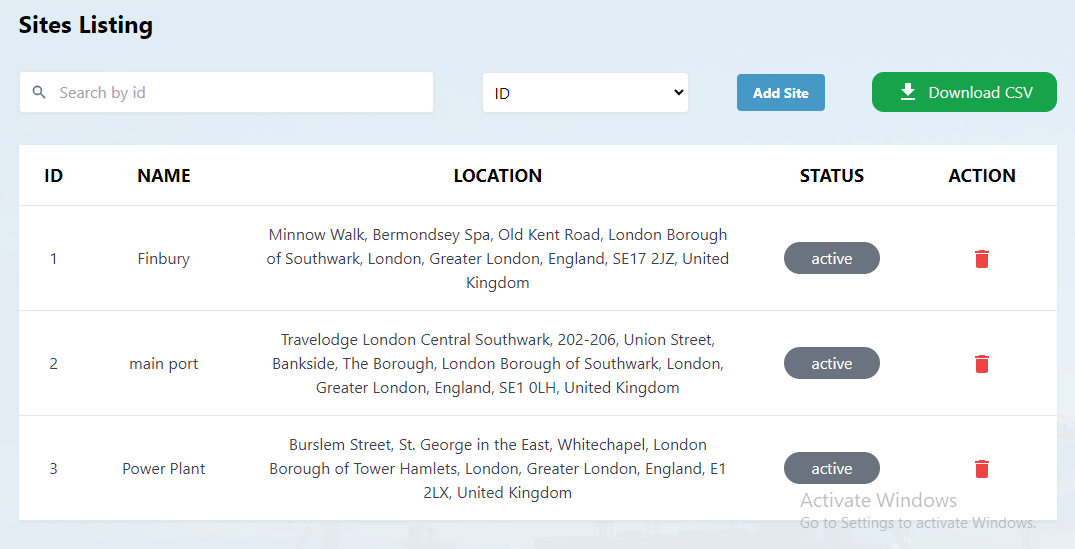 Sites Listing
Search by id
ID
Add Site
Download CSV
ID NAME LOCATION STATUS ACTION
1 Finbury Minnow Walk, Bermondsey Spa, Old Kent Road, London Borough
of Southwark, London, Greater London, England, SE17 2JZ, United
Kingdom active
2 main port Travelodge London Central Southwark, 202-206, Union Street,
Bankside, The Borough, London Borough of Southwark, London,
Greater London, England, SE1 0LH, United Kingdom active
3 Power Plant Burslem Street, St. George in the East, Whitechapel, London
Borough of Tower Hamlets, London, Greater London, England, E1
2LX, United Kingdom active
Activate Windows
Go to Settings to activate Windows.